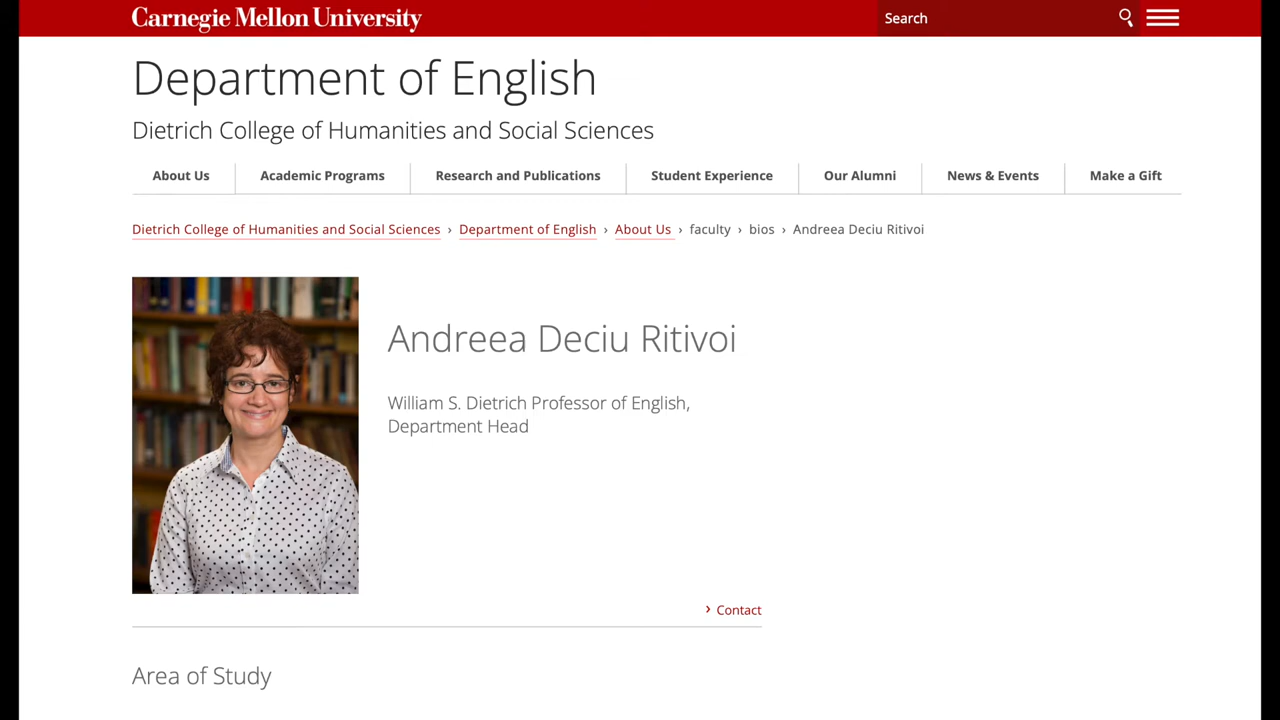 Carnegie Mellon University
Search
Department of English
Dietrich College of Humanities and Social Sciences
About Us
Academic Programs
Research and Publications
Student Experience
Our Alumni
News & Events
Make a Gift
Dietrich College of Humanities and Social Sciences › Department of English › About Us › faculty › bios › Andreea Deciu Ritivoi
Andreea Deciu Ritivoi
William S. Dietrich Professor of English,
Department Head
› Contact
Area of Study